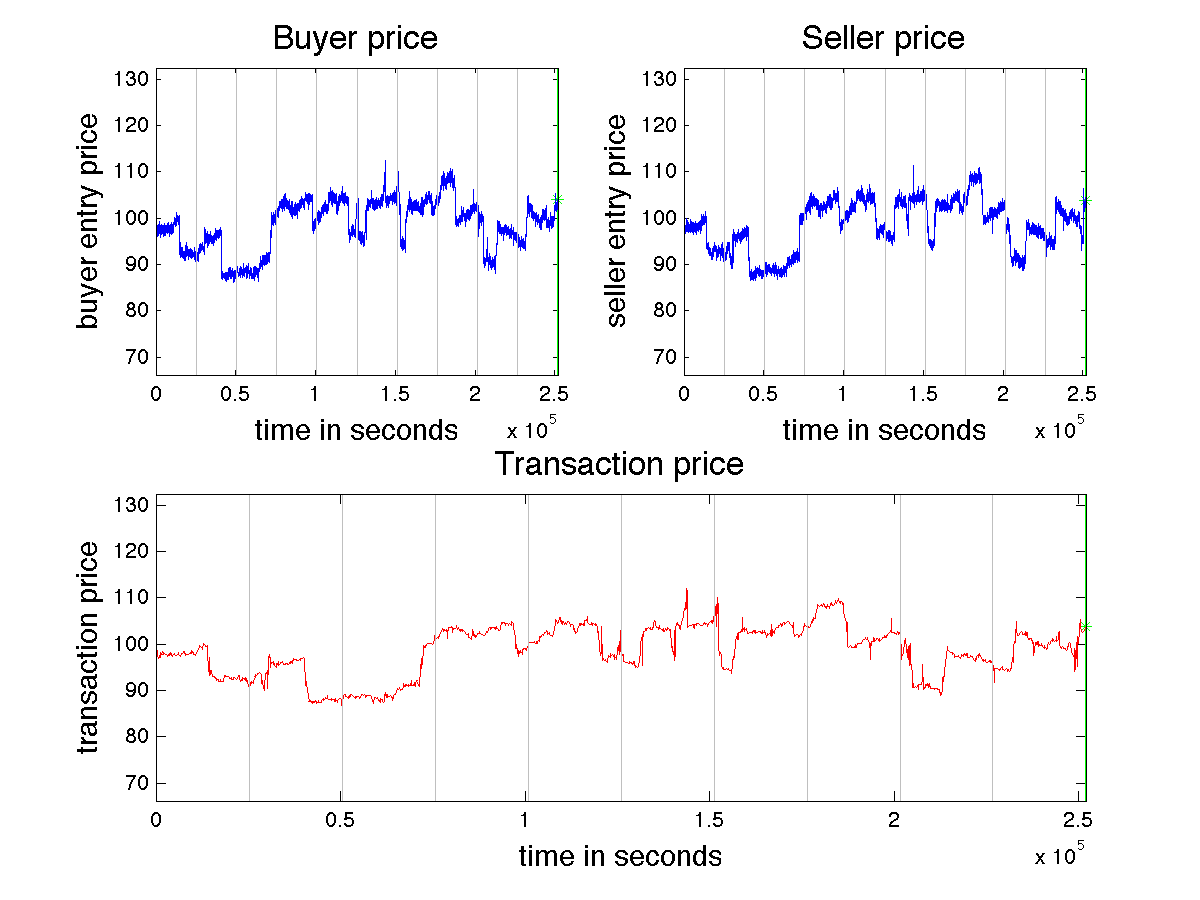 Buyer price
buyer entry price
130
120
110
100
90
80
70
0 0.5 1 1.5 2 2.5
x 10^5
time in seconds
Seller price
seller entry price
130
120
110
100
90
80
70
0 0.5 1 1.5 2 2.5
x 10^5
time in seconds
Transaction price
transaction price
130
120
110
100
90
80
70
0 0.5 1 1.5 2 2.5
x 10^5
time in seconds